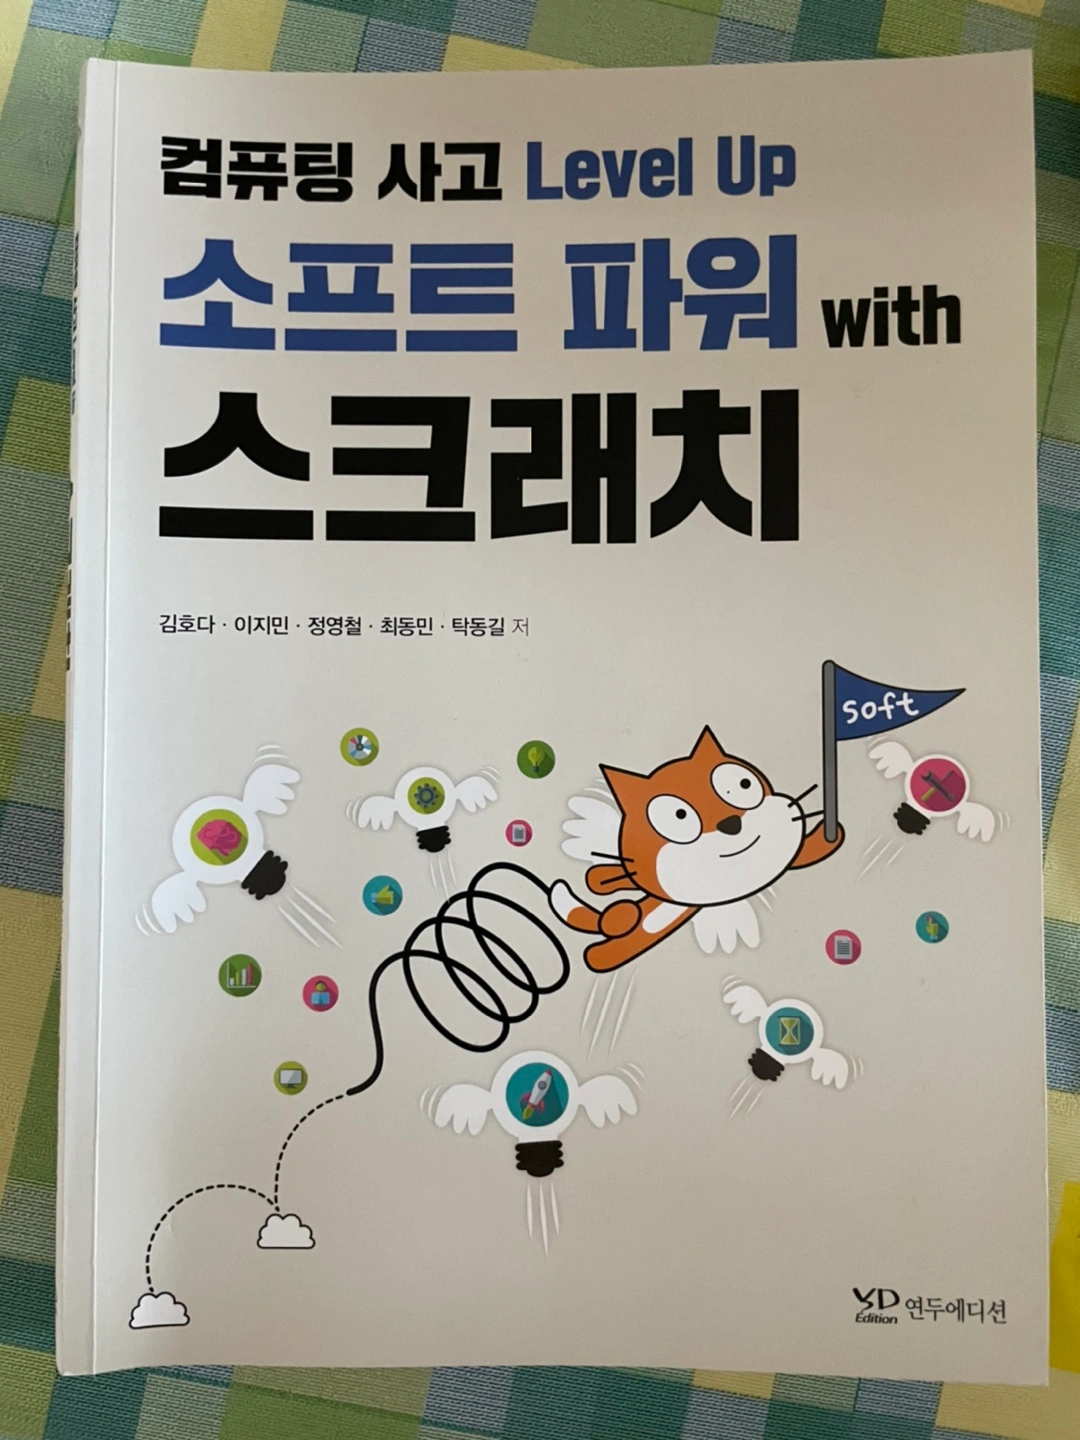 컴퓨팅 사고 Level Up
소프트 파워 with
스크래치
김호다 · 이지민 · 정영철 · 최동민 · 탁동길 저
soft
YD Edition 연두에디션